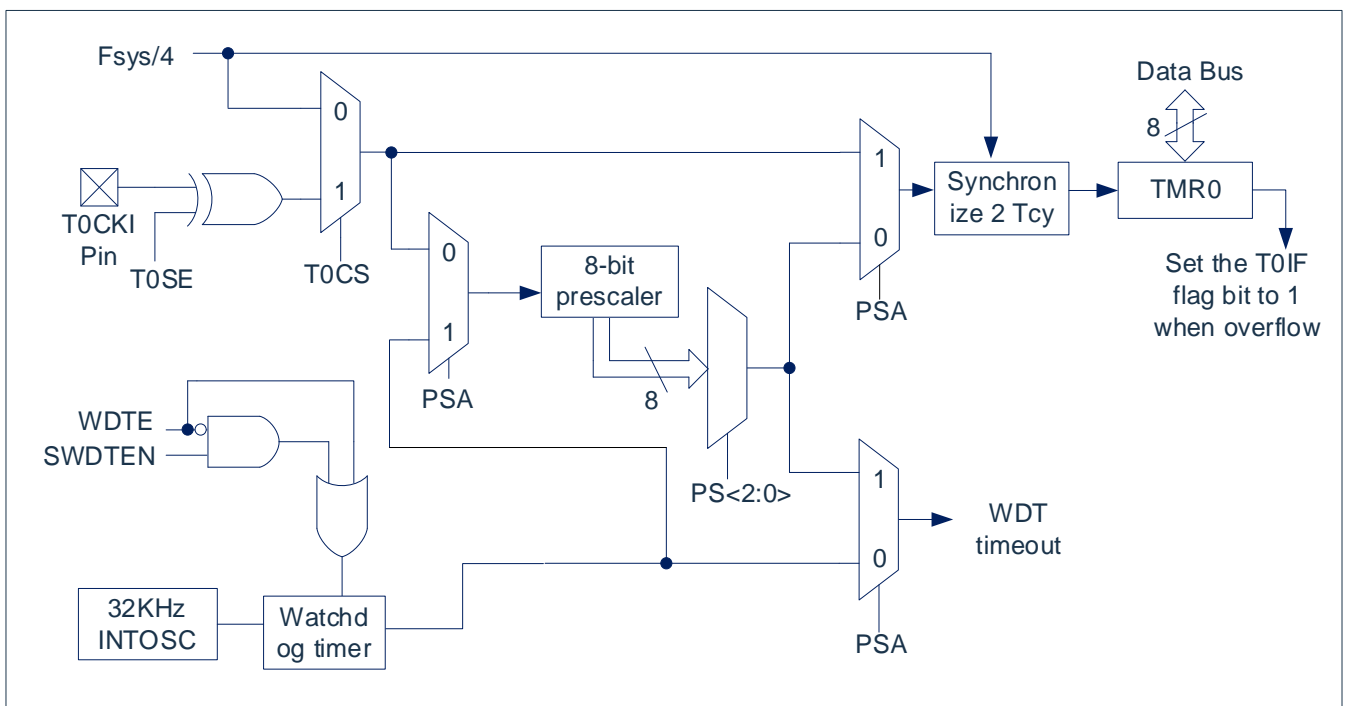 Fsys/4
Data Bus
0
8
1
Synchron
ize 2 Tcy
TMR0
1
T0CKI
Pin
T0SE
T0CS
0
8-bit
prescaler
0
PSA
Set the T0IF
flag bit to 1
when overflow
1
PSA
8
WDTE
SWDTEN
PS<2:0>
1
WDT
timeout
0
32KHz
INTOSC
Watchd
og timer
PSA